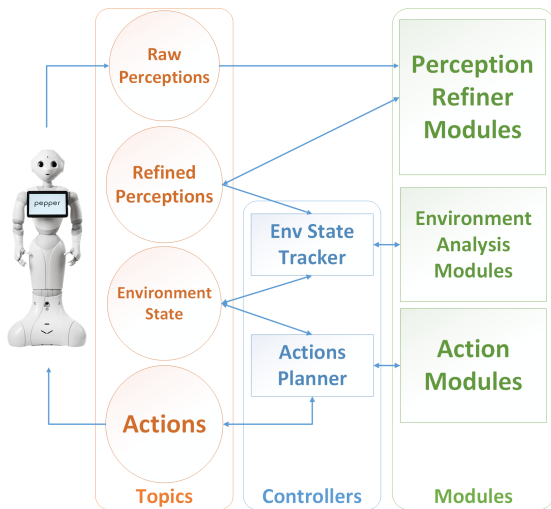 Raw
Perceptions
Perception
Refiner
Modules
Refined
Perceptions
pepper
Env State
Tracker
Environment
Analysis
Modules
Environment
State
Actions
Planner
Action
Modules
Actions
Topics
Controllers
Modules